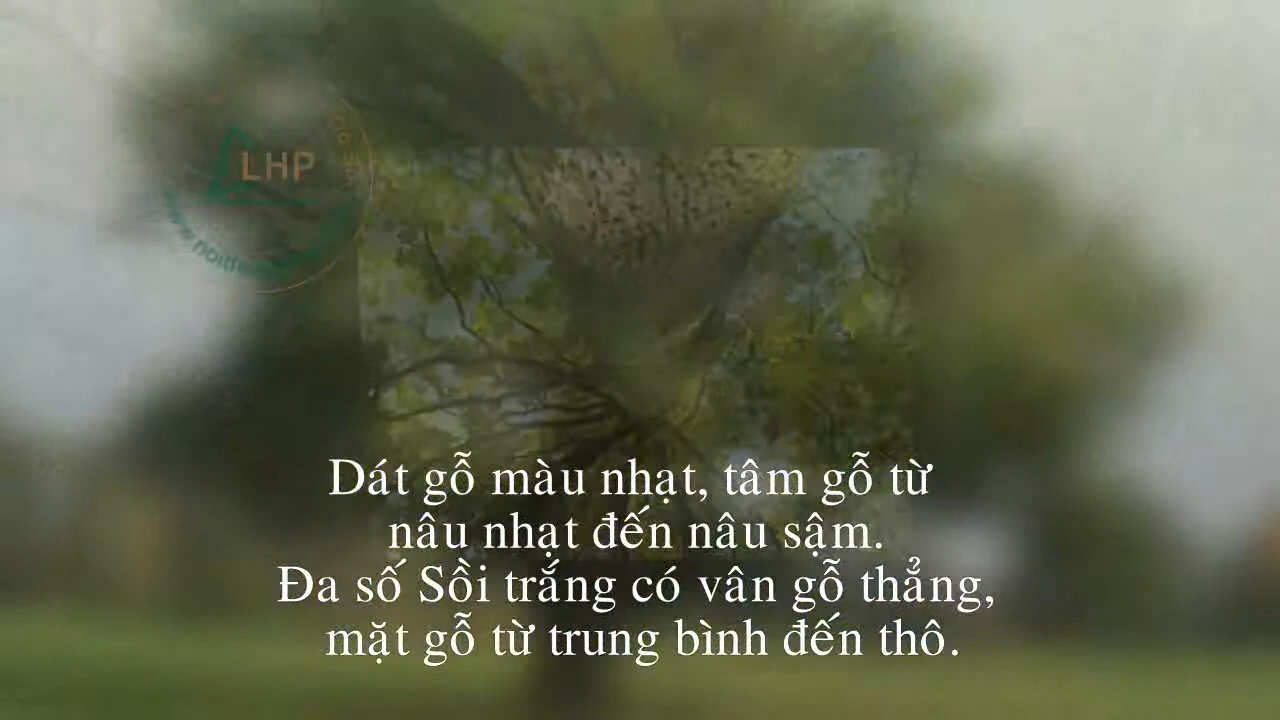 LHP
Dát gỗ màu nhạt, tâm gỗ từ
nâu nhạt đến nâu sậm.
Đa số Sồi trắng có vân gỗ thẳng,
mặt gỗ từ trung bình đến thô.